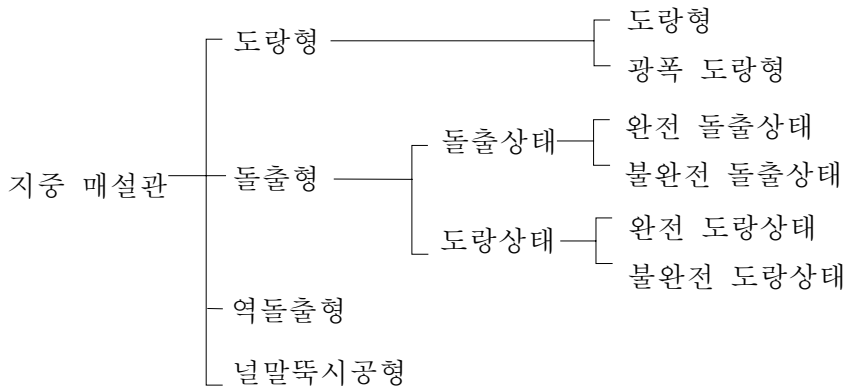 도랑형
도랑형
광폭 도랑형
돌출상태
완전 돌출상태
불완전 돌출상태
지중 매설관
돌출형
도랑상태
완전 도랑상태
불완전 도랑상태
역돌출형
널말뚝시공형